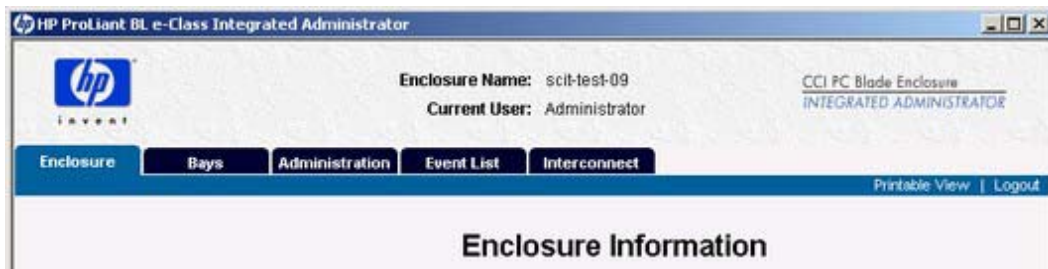 HP ProLiant BL e-Class Integrated Administrator
hp
invent
Enclosure Name: scit-test-09
Current User: Administrator
CCI PC Blade Enclosure
INTEGRATED ADMINISTRATOR
Enclosure Bays Administration Event List Interconnect
Printable View | Logout
Enclosure Information